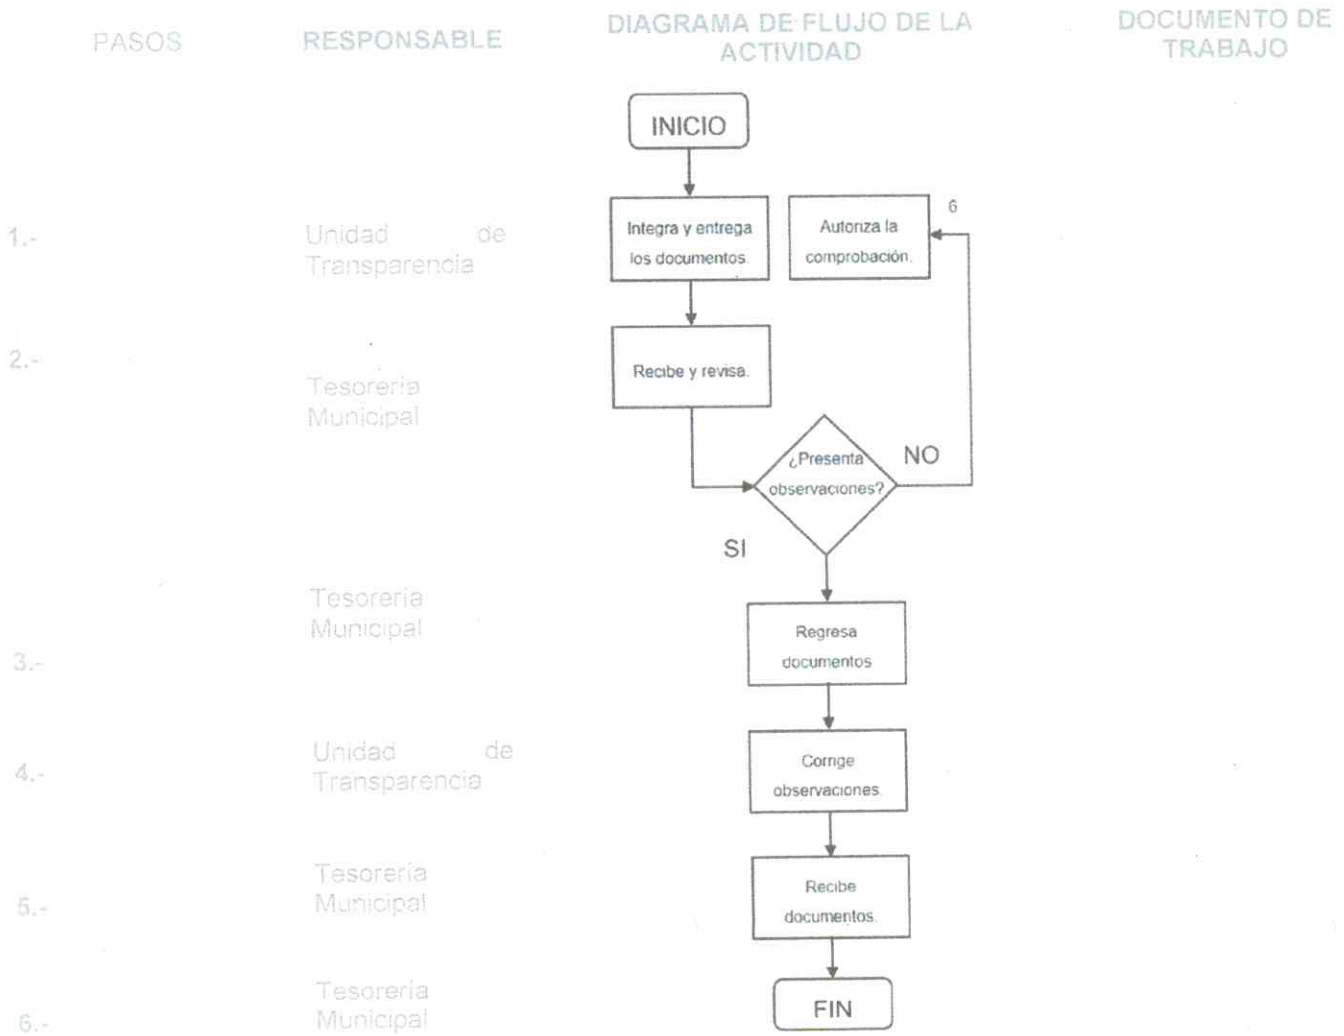 PASOS
RESPONSABLE
DIAGRAMA DE FLUJO DE LA
ACTIVIDAD
DOCUMENTO DE
TRABAJO
INICIO
1.-
Unidad de
Transparencia
Integra y entrega
los documentos.
Autoriza la
comprobación.
6
2.-
Tesorería
Municipal
Recibe y revisa.
¿Presenta
observaciones?
NO
SI
3.-
Tesorería
Municipal
Regresa
documentos
4.-
Unidad de
Transparencia
Corrige
observaciones.
5.-
Tesorería
Municipal
Recibe
documentos.
6.-
Tesorería
Municipal
FIN